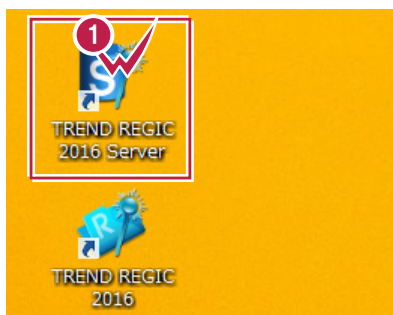 1
S
TREND REGIC
2016 Server
R
TREND REGIC
2016